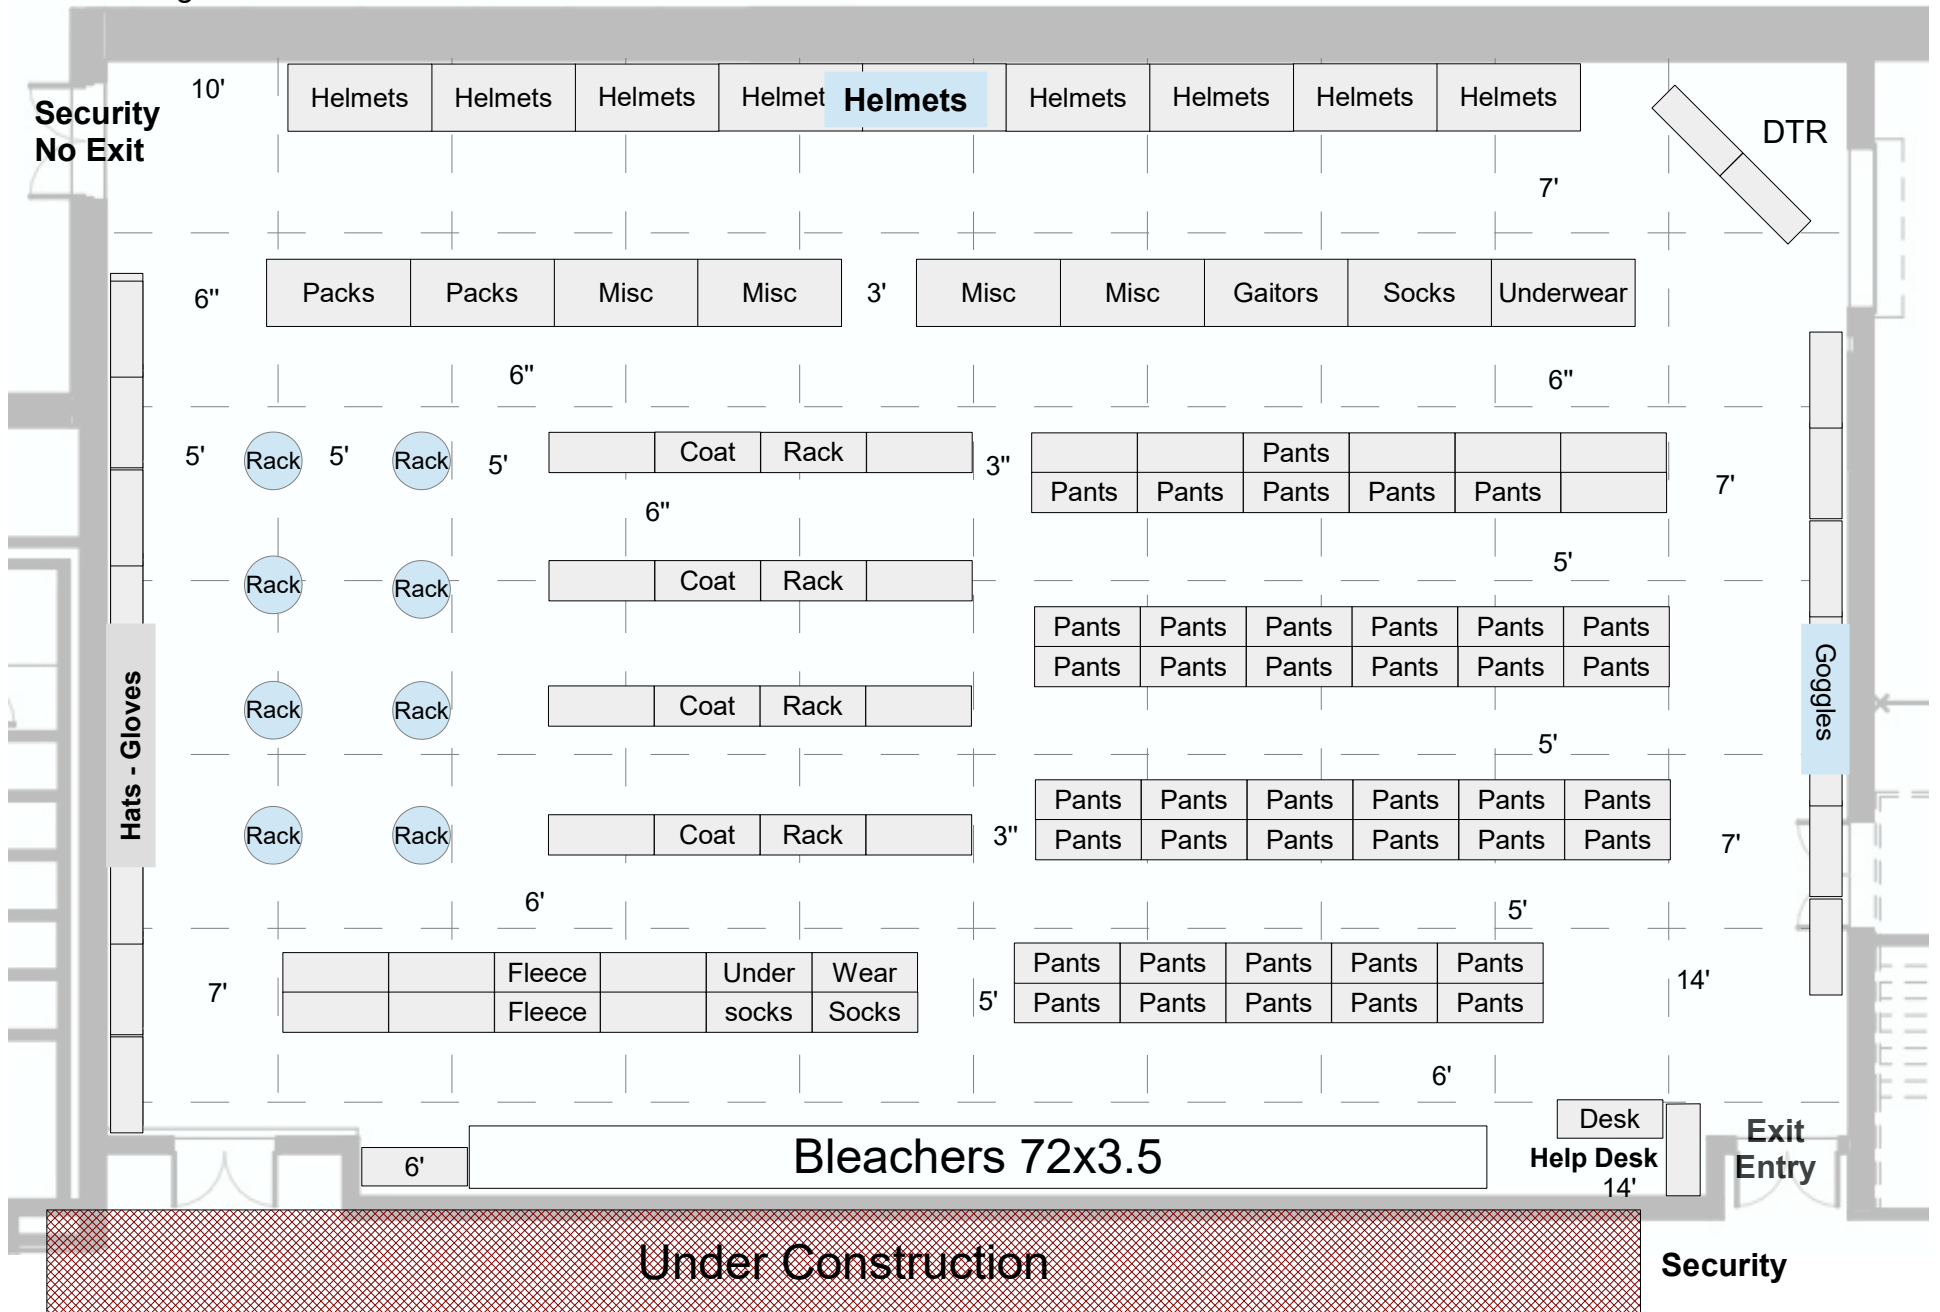 10'
Helmets Helmets Helmets Helmet Helmets Helmets Helmets Helmets Helmets
Security
No Exit
DTR
7'
6" Packs Packs Misc Misc 3' Misc Misc Gaitors Socks Underwear
6" 6"
5' Rack 5' Rack 5' Coat Rack 3" Pants 7'
Pants Pants Pants Pants Pants
6"
5'
Rack Rack Coat Rack
Pants Pants Pants Pants Pants Pants
Pants Pants Pants Pants Pants Pants
Hats - Gloves
Goggles
Rack Rack Coat Rack
5'
Pants Pants Pants Pants Pants Pants
Rack Rack Coat Rack 3" Pants Pants Pants Pants Pants Pants 7'
6' 5'
Fleece Under Wear Pants Pants Pants Pants Pants 14'
7' Fleece socks Socks 5' Pants Pants Pants Pants Pants
6'
Desk
6' Bleachers 72x3.5 Help Desk
14'
Exit
Entry
Under Construction
Security